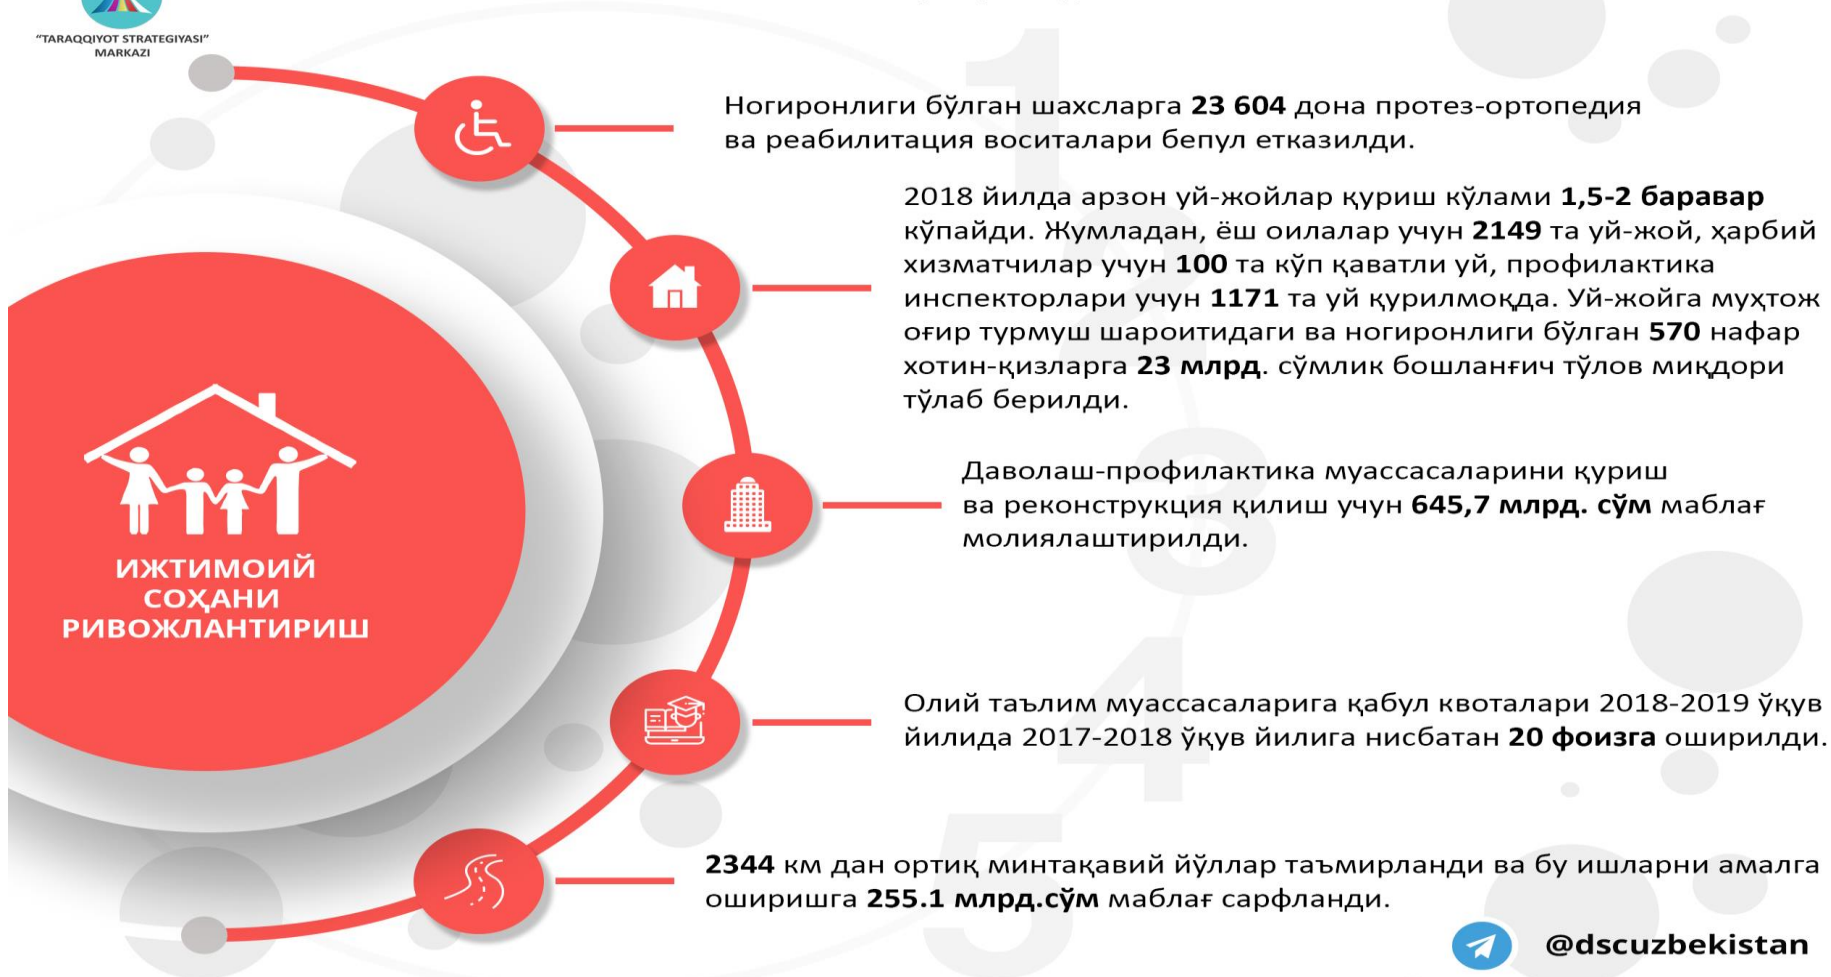 "TARAQQIYOT STRATEGIYASI"
MARKAZI
Ногиронлиги бўлган шахсларга 23 604 дона протез-ортопедия
ва реабилитация воситалари бепул етказилди.
2018 йилда арзон уй-жойлар қуриш кўлами 1,5-2 баравар
кўпайди. Жумладан, ёш оилалар учун 2149 та уй-жой, ҳарбий
хизматчилар учун 100 та кўп қаватли уй, профилактика
инспекторлари учун 1171 та уй қурилмоқда. Уй-жойга муҳтож
оғир турмуш шароитидаги ва ногиронлиги бўлган 570 нафар
хотин-қизларга 23 млрд. сўмлик бошланғич тўлов миқдори
тўлаб берилди.
Даволаш-профилактика муассасаларини қуриш
ва реконструкция қилиш учун 645,7 млрд. сўм маблағ
молиялаштирилди.
Олий таълим муассасаларига қабул квоталари 2018-2019 ўқув
йилида 2017-2018 ўқув йилига нисбатан 20 фоизга оширилди.
2344 км дан ортиқ минтақавий йўллар таъмирланди ва бу ишларни амалга
оширишга 255.1 млрд.сўм маблағ сарфланди.
ИЖТИМОИЙ
СОҲАНИ
РИВОЖЛАНТИРИШ
1
2
3
4
5
@dscuzbekistan